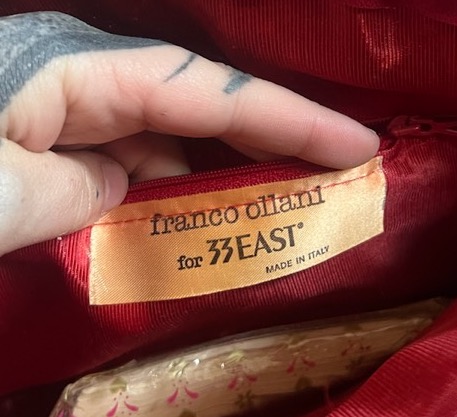 franco ollani
for 33EAST®
MADE IN ITALY